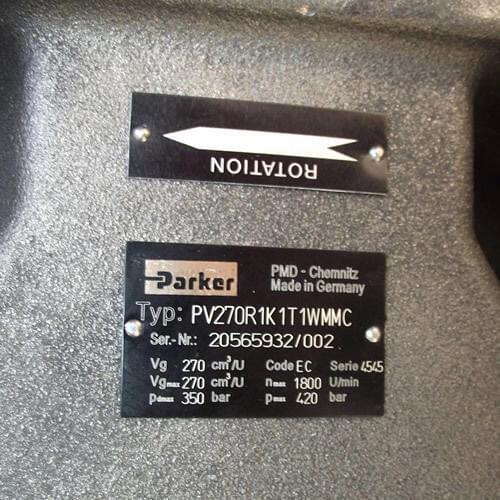 ROTATION
Parker PMD - Chemnitz
Made in Germany
Typ: PV270R1K1T1WMMC
Ser.-Nr.: 20565932/002
Vg 270 cm³/U Code EC Serie 4545
Vgmax 270 cm³/U nmax 1800 U/min
pdmax 350 bar pmax 420 bar